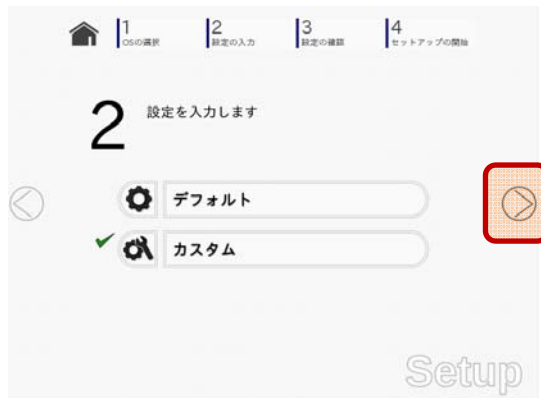 1
OSの選択
2
設定の入力
3
設定の確認
4
セットアップの開始
2
設定を入力します
デフォルト
カスタム
Setup